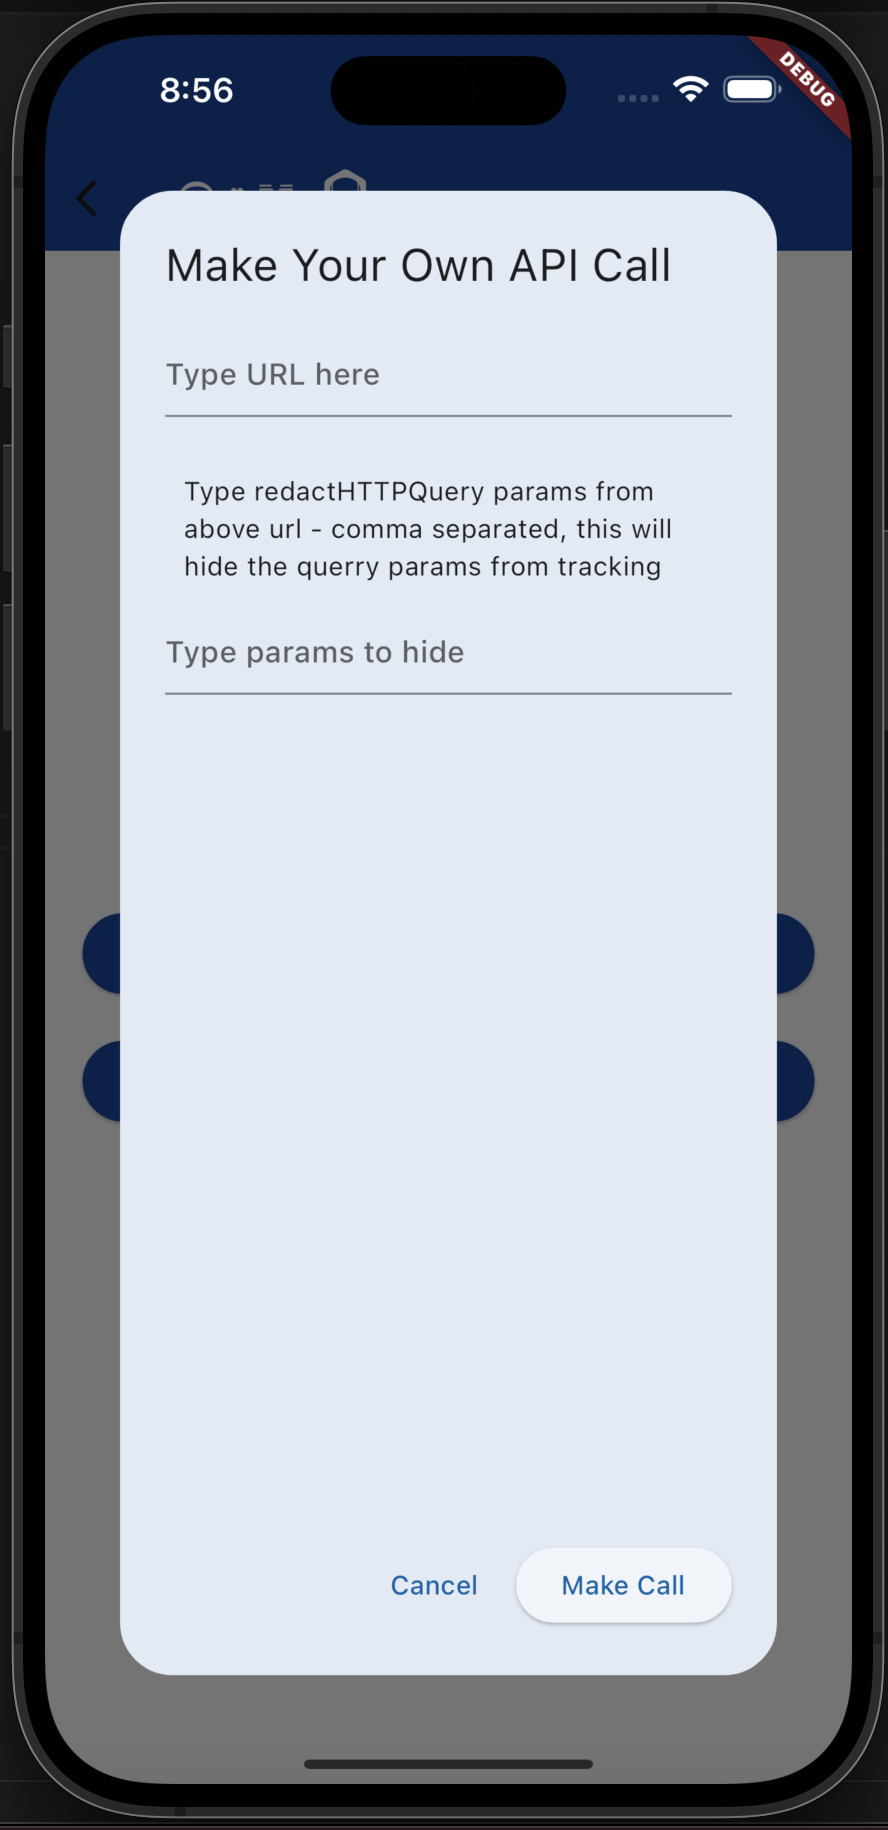 8:56
DEBUG
Make Your Own API Call
Type URL here
Type redactHTTPQuery params from
above url - comma separated, this will
hide the querry params from tracking
Type params to hide
Cancel
Make Call